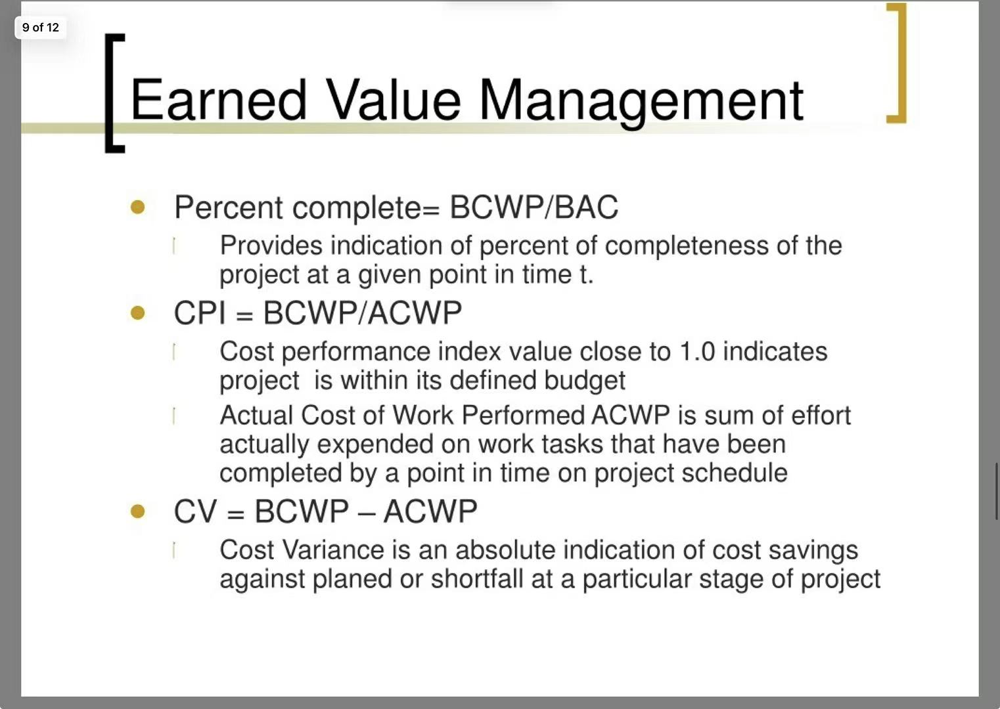 9 of 12
Earned Value Management
Percent complete= BCWP/BAC
Provides indication of percent of completeness of the
project at a given point in time t.
CPI = BCWP/ACWP
Cost performance index value close to 1.0 indicates
project  is within its defined budget
Actual Cost of Work Performed ACWP is sum of effort
actually expended on work tasks that have been
completed by a point in time on project schedule
CV = BCWP – ACWP
Cost Variance is an absolute indication of cost savings
against planed or shortfall at a particular stage of project